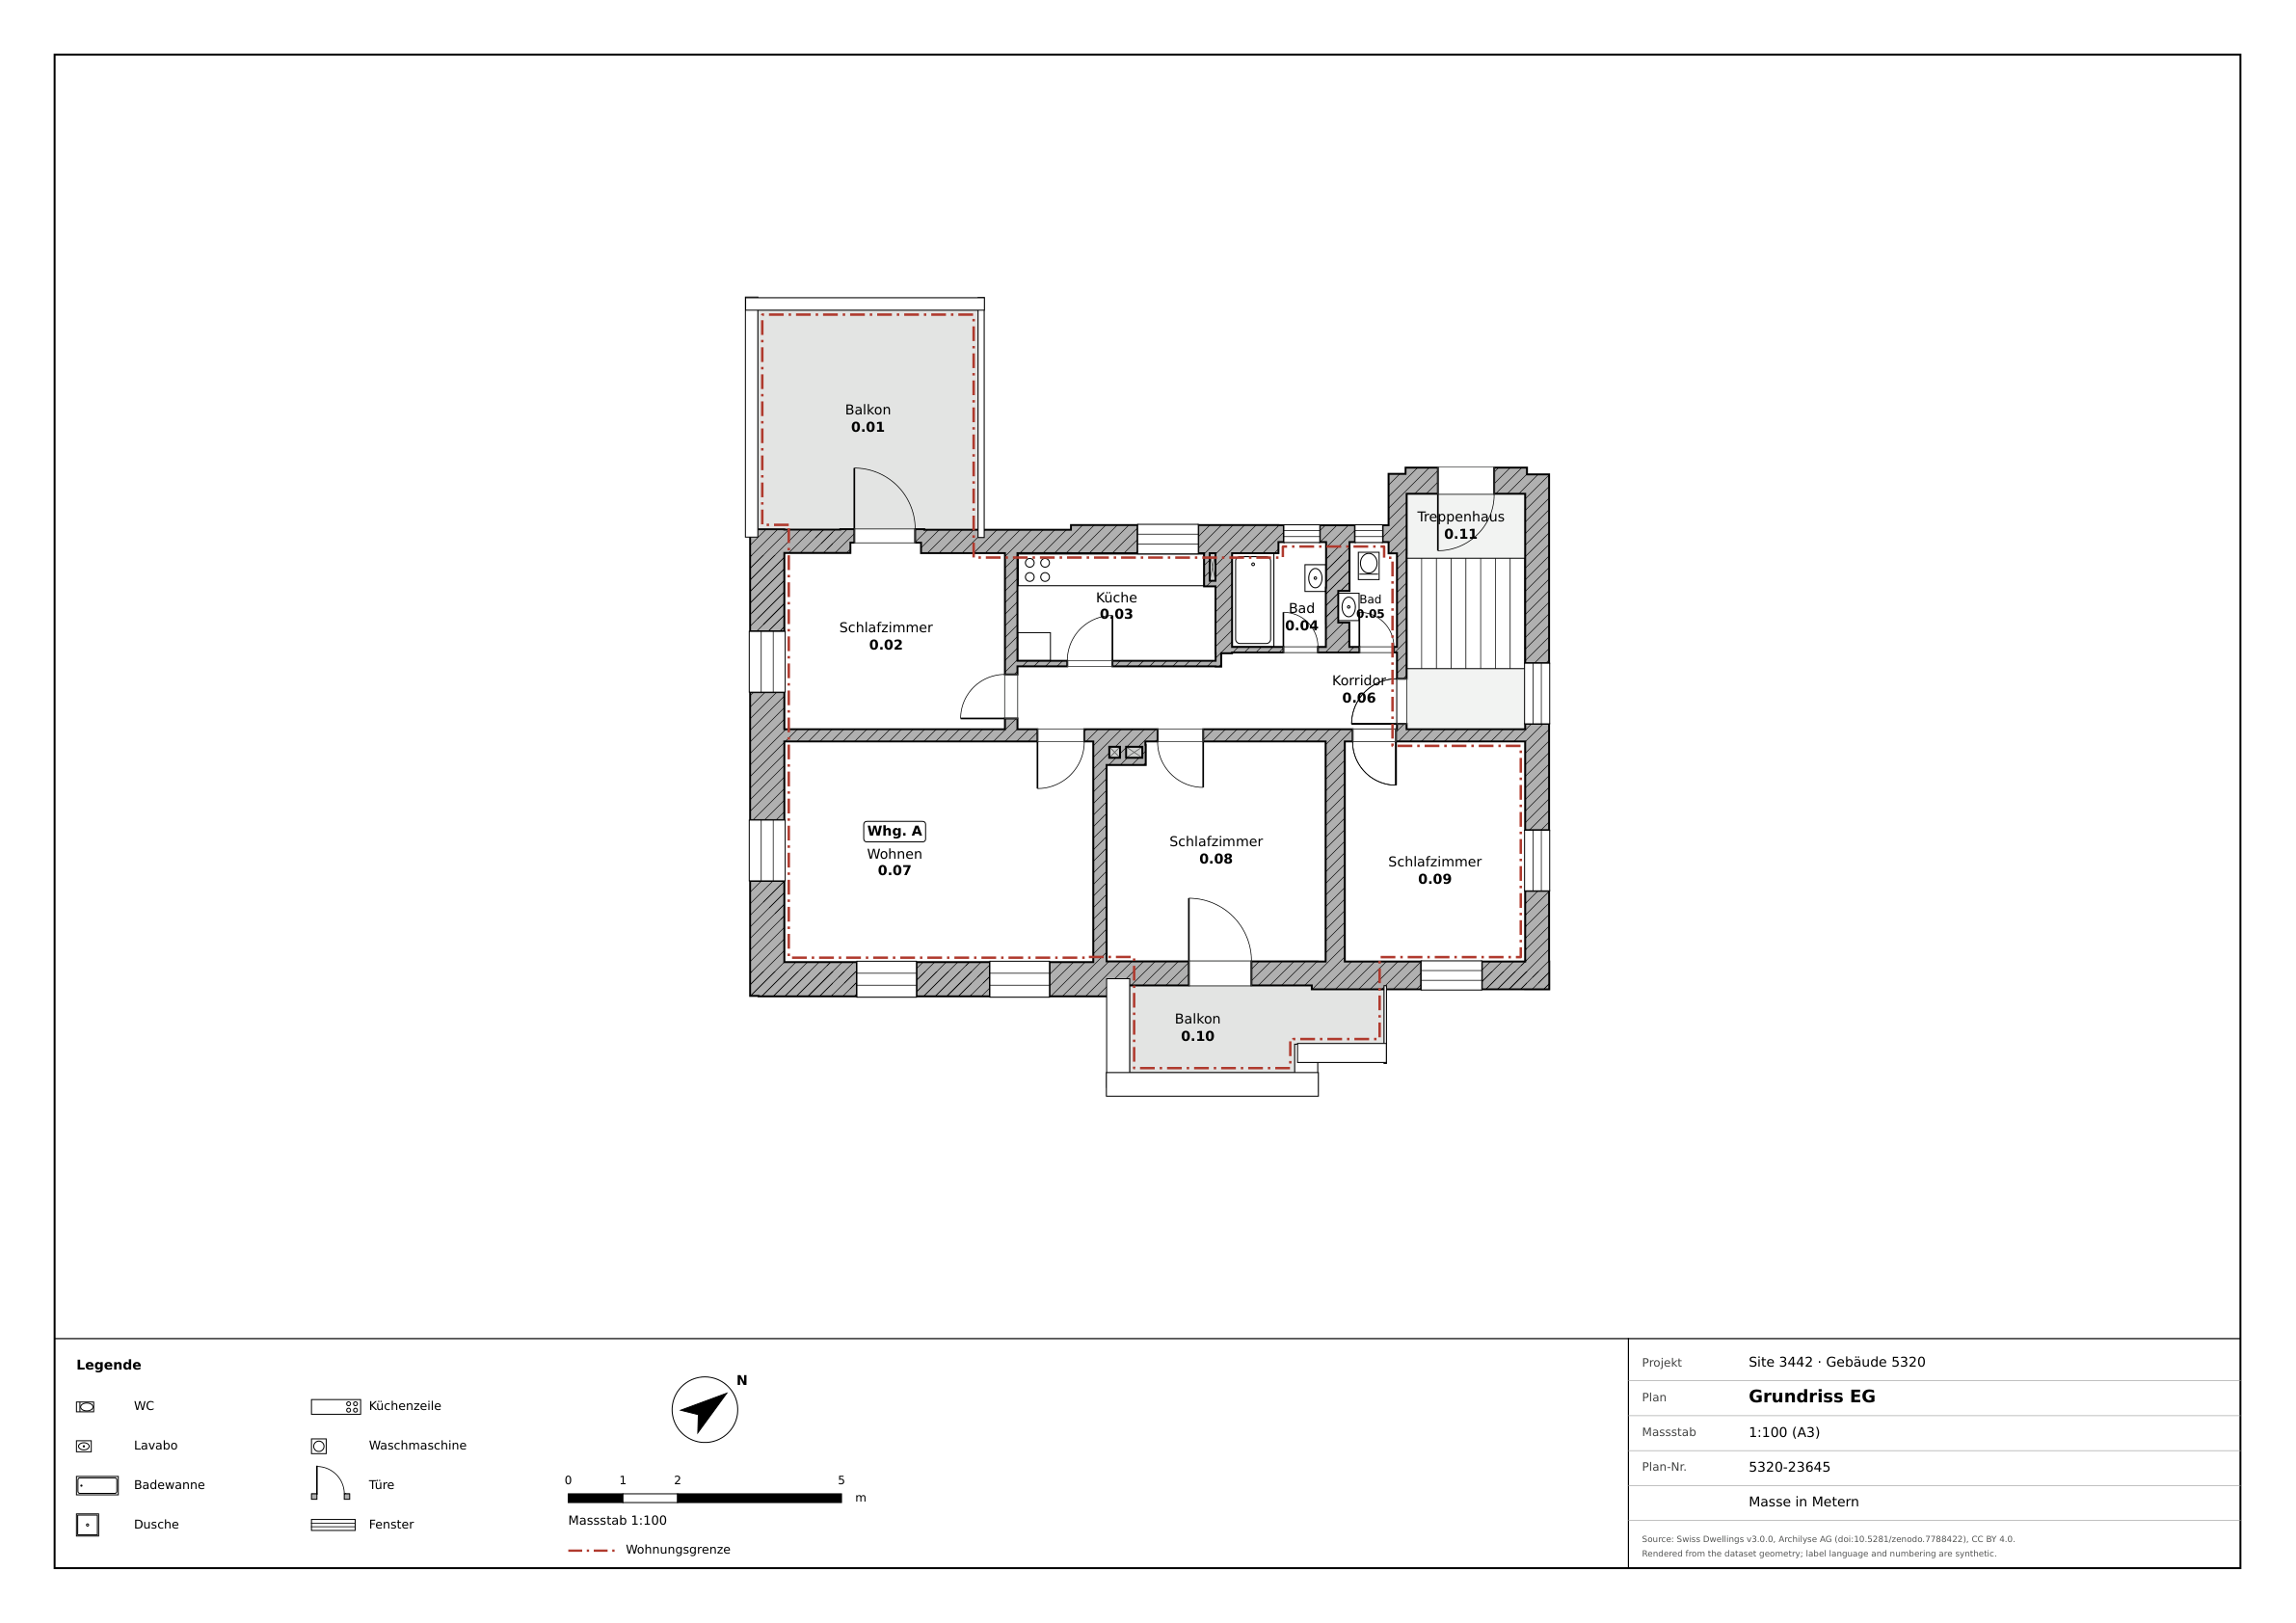 Balkon
0.01
Treppenhaus
0.11
Küche
0.03
Bad
0.04
Bad
0.05
Schlafzimmer
0.02
Korridor
0.06
Whg. A
Wohnen
0.07
Schlafzimmer
0.08
Schlafzimmer
0.09
Balkon
0.10
Legende
WC
Lavabo
Badewanne
Dusche
Küchenzeile
Waschmaschine
Türe
Fenster
N
0 1 2 5
m
Massstab 1:100
Wohnungsgrenze
Projekt Site 3442 · Gebäude 5320
Plan Grundriss EG
Massstab 1:100 (A3)
Plan-Nr. 5320-23645
Masse in Metern
Source: Swiss Dwellings v3.0.0, Archilyse AG (doi:10.5281/zenodo.7788422), CC BY 4.0.
Rendered from the dataset geometry; label language and numbering are synthetic.